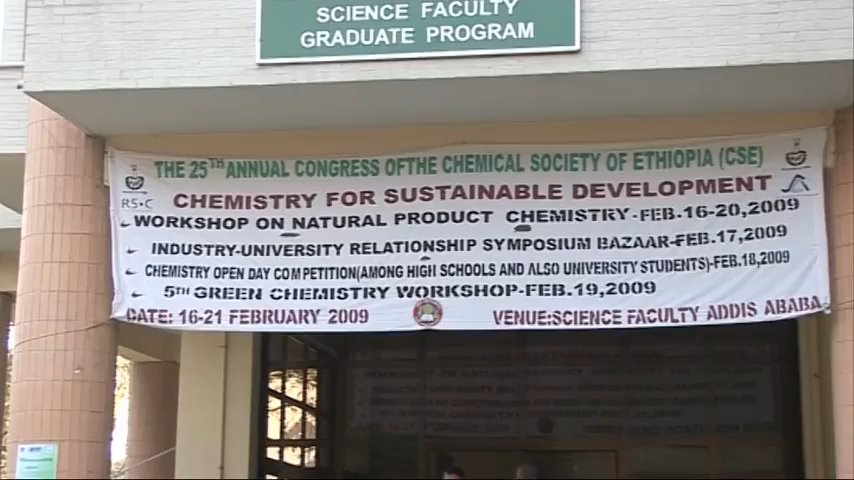 SCIENCE FACULTY
GRADUATE PROGRAM
THE 25TH ANNUAL CONGRESS OFTHE CHEMICAL SOCIETY OF ETHIOPIA (CSE)
CHEMISTRY FOR SUSTAINABLE DEVELOPMENT
RS•C
WORKSHOP ON NATURAL PRODUCT CHEMISTRY-FEB.16-20,2009
INDUSTRY-UNIVERSITY RELATIONSHIP SYMPOSIUM BAZAAR-FEB.17,2009
CHEMISTRY OPEN DAY COMPETITION(AMONG HIGH SCHOOLS AND ALSO UNIVERSITY STUDENTS)-FEB.18,2009
5TH GREEN CHEMISTRY WORKSHOP-FEB.19,2009
DATE: 16-21 FEBRUARY 2009
VENUE:SCIENCE FACULTY, ADDIS ABABA